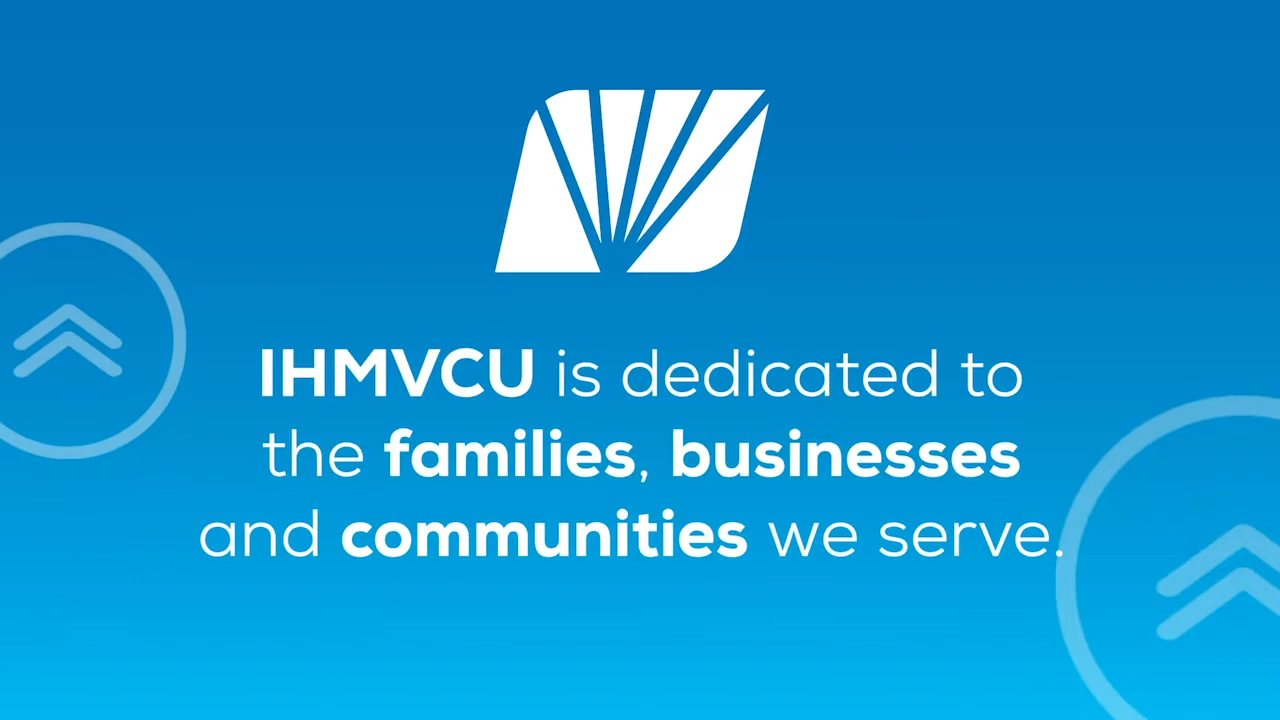 IHMVCU is dedicated to
the families, businesses
and communities we serve.